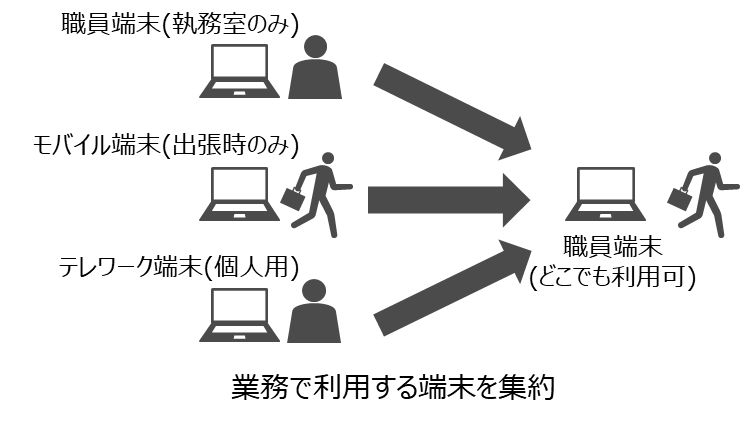 職員端末(執務室のみ)
モバイル端末(出張時のみ)
テレワーク端末(個人用)
職員端末
(どこでも利用可)
業務で利用する端末を集約